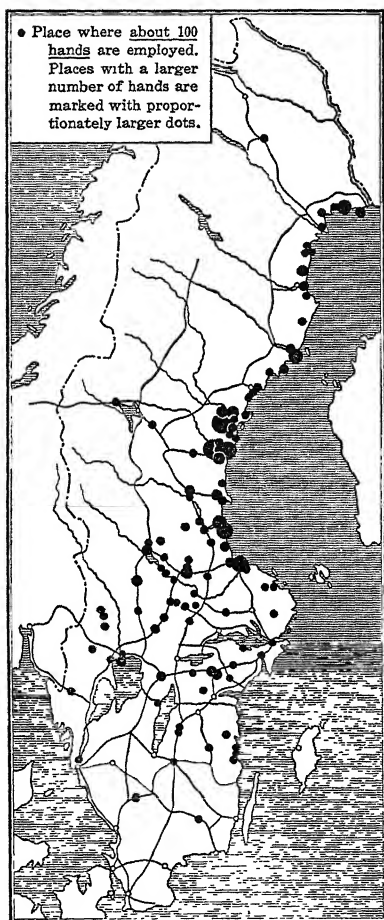 ● Place where about 100
hands are employed.
Places with a larger
number of hands are
marked with propor-
tionately larger dots.